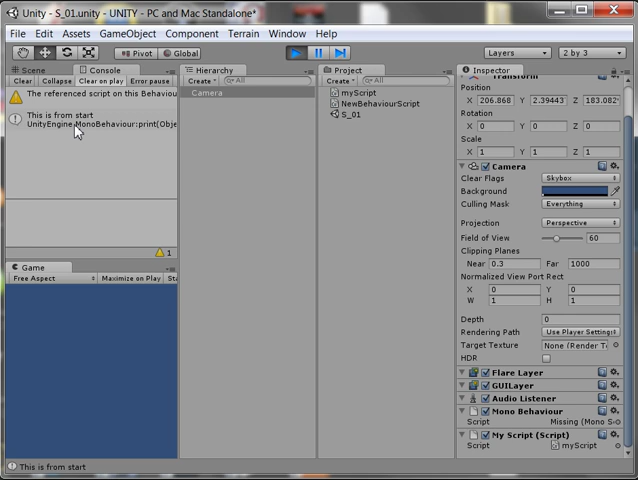 Unity - S_01.unity - UNITY - PC and Mac Standalone*
File Edit Assets GameObject Component Terrain Window Help
Pivot Global Layers 2 by 3
Scene Console
Clear Collapse Clear on play Error pause
The referenced script on this Behaviou
This is from start
UnityEngine.MonoBehaviour:print(Obje
1
Game
Free Aspect Maximize on Play Sta
Hierarchy
Create All
Camera
Project
Create All
myScript
NewBehaviourScript
S_01
Inspector
Transform
Position
X 206.868 Y 2.39443 Z 183.082
Rotation
X 0 Y 0 Z 0
Scale
X 1 Y 1 Z 1
Camera
Clear Flags Skybox
Background
Culling Mask Everything
Projection Perspective
Field of View 60
Clipping Planes
Near 0.3 Far 1000
Normalized View Port Rect
X 0 Y 0
W 1 H 1
Depth 0
Rendering Path Use Player Settings
Target Texture None (Render T
HDR
Flare Layer
GUILayer
Audio Listener
Mono Behaviour
Script Missing (Mono S
My Script (Script)
Script myScript
This is from start